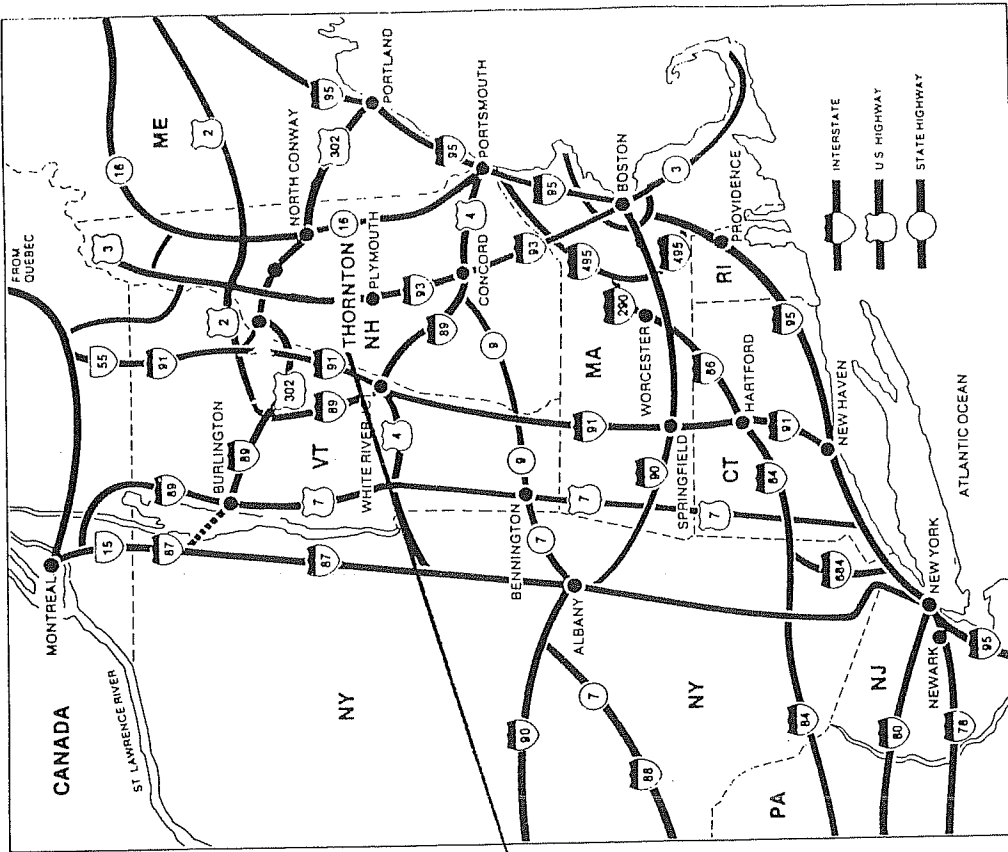 FROM
QUEBEC
CANADA
MONTREAL
ST LAWRENCE RIVER
15
87
89
55
91
3
16
ME
2
95
PORTLAND
BURLINGTON
89
2
302
NORTH CONWAY
302
16
95
PORTSMOUTH
THORNTON
NH
PLYMOUTH
93
91
89
VT
7
87
NY
WHITE RIVER
4
89
CONCORD
4
93
9
9
BENNINGTON
7
ALBANY
90
7
88
NY
MA
91
7
90
WORCESTER
290
495
95
BOSTON
3
495
SPRINGFIELD
86
RI
PROVIDENCE
95
CT
HARTFORD
84
91
7
NEW HAVEN
684
84
PA
NJ
80
78
NEWARK
NEW YORK
95
ATLANTIC OCEAN
INTERSTATE
US HIGHWAY
STATE HIGHWAY